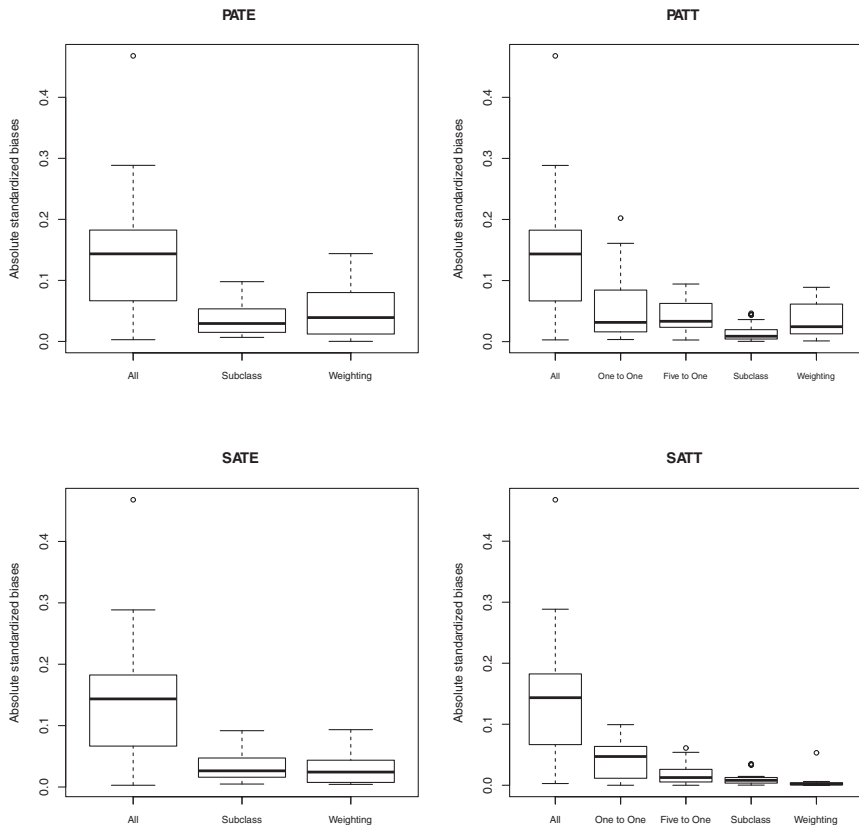 PATE
Absolute standardized biases
0.0
0.1
0.2
0.3
0.4
All Subclass Weighting
PATT
Absolute standardized biases
0.0
0.1
0.2
0.3
0.4
All One to One Five to One Subclass Weighting
SATE
Absolute standardized biases
0.0
0.1
0.2
0.3
0.4
All Subclass Weighting
SATT
Absolute standardized biases
0.0
0.1
0.2
0.3
0.4
All One to One Five to One Subclass Weighting